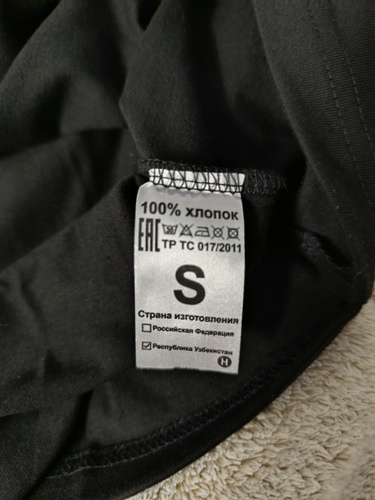 100% ХЛОПОК
EAC
ТР ТС 017/2011
S
Страна изготовления
Российская Федерация
Республика Узбекистан
Н